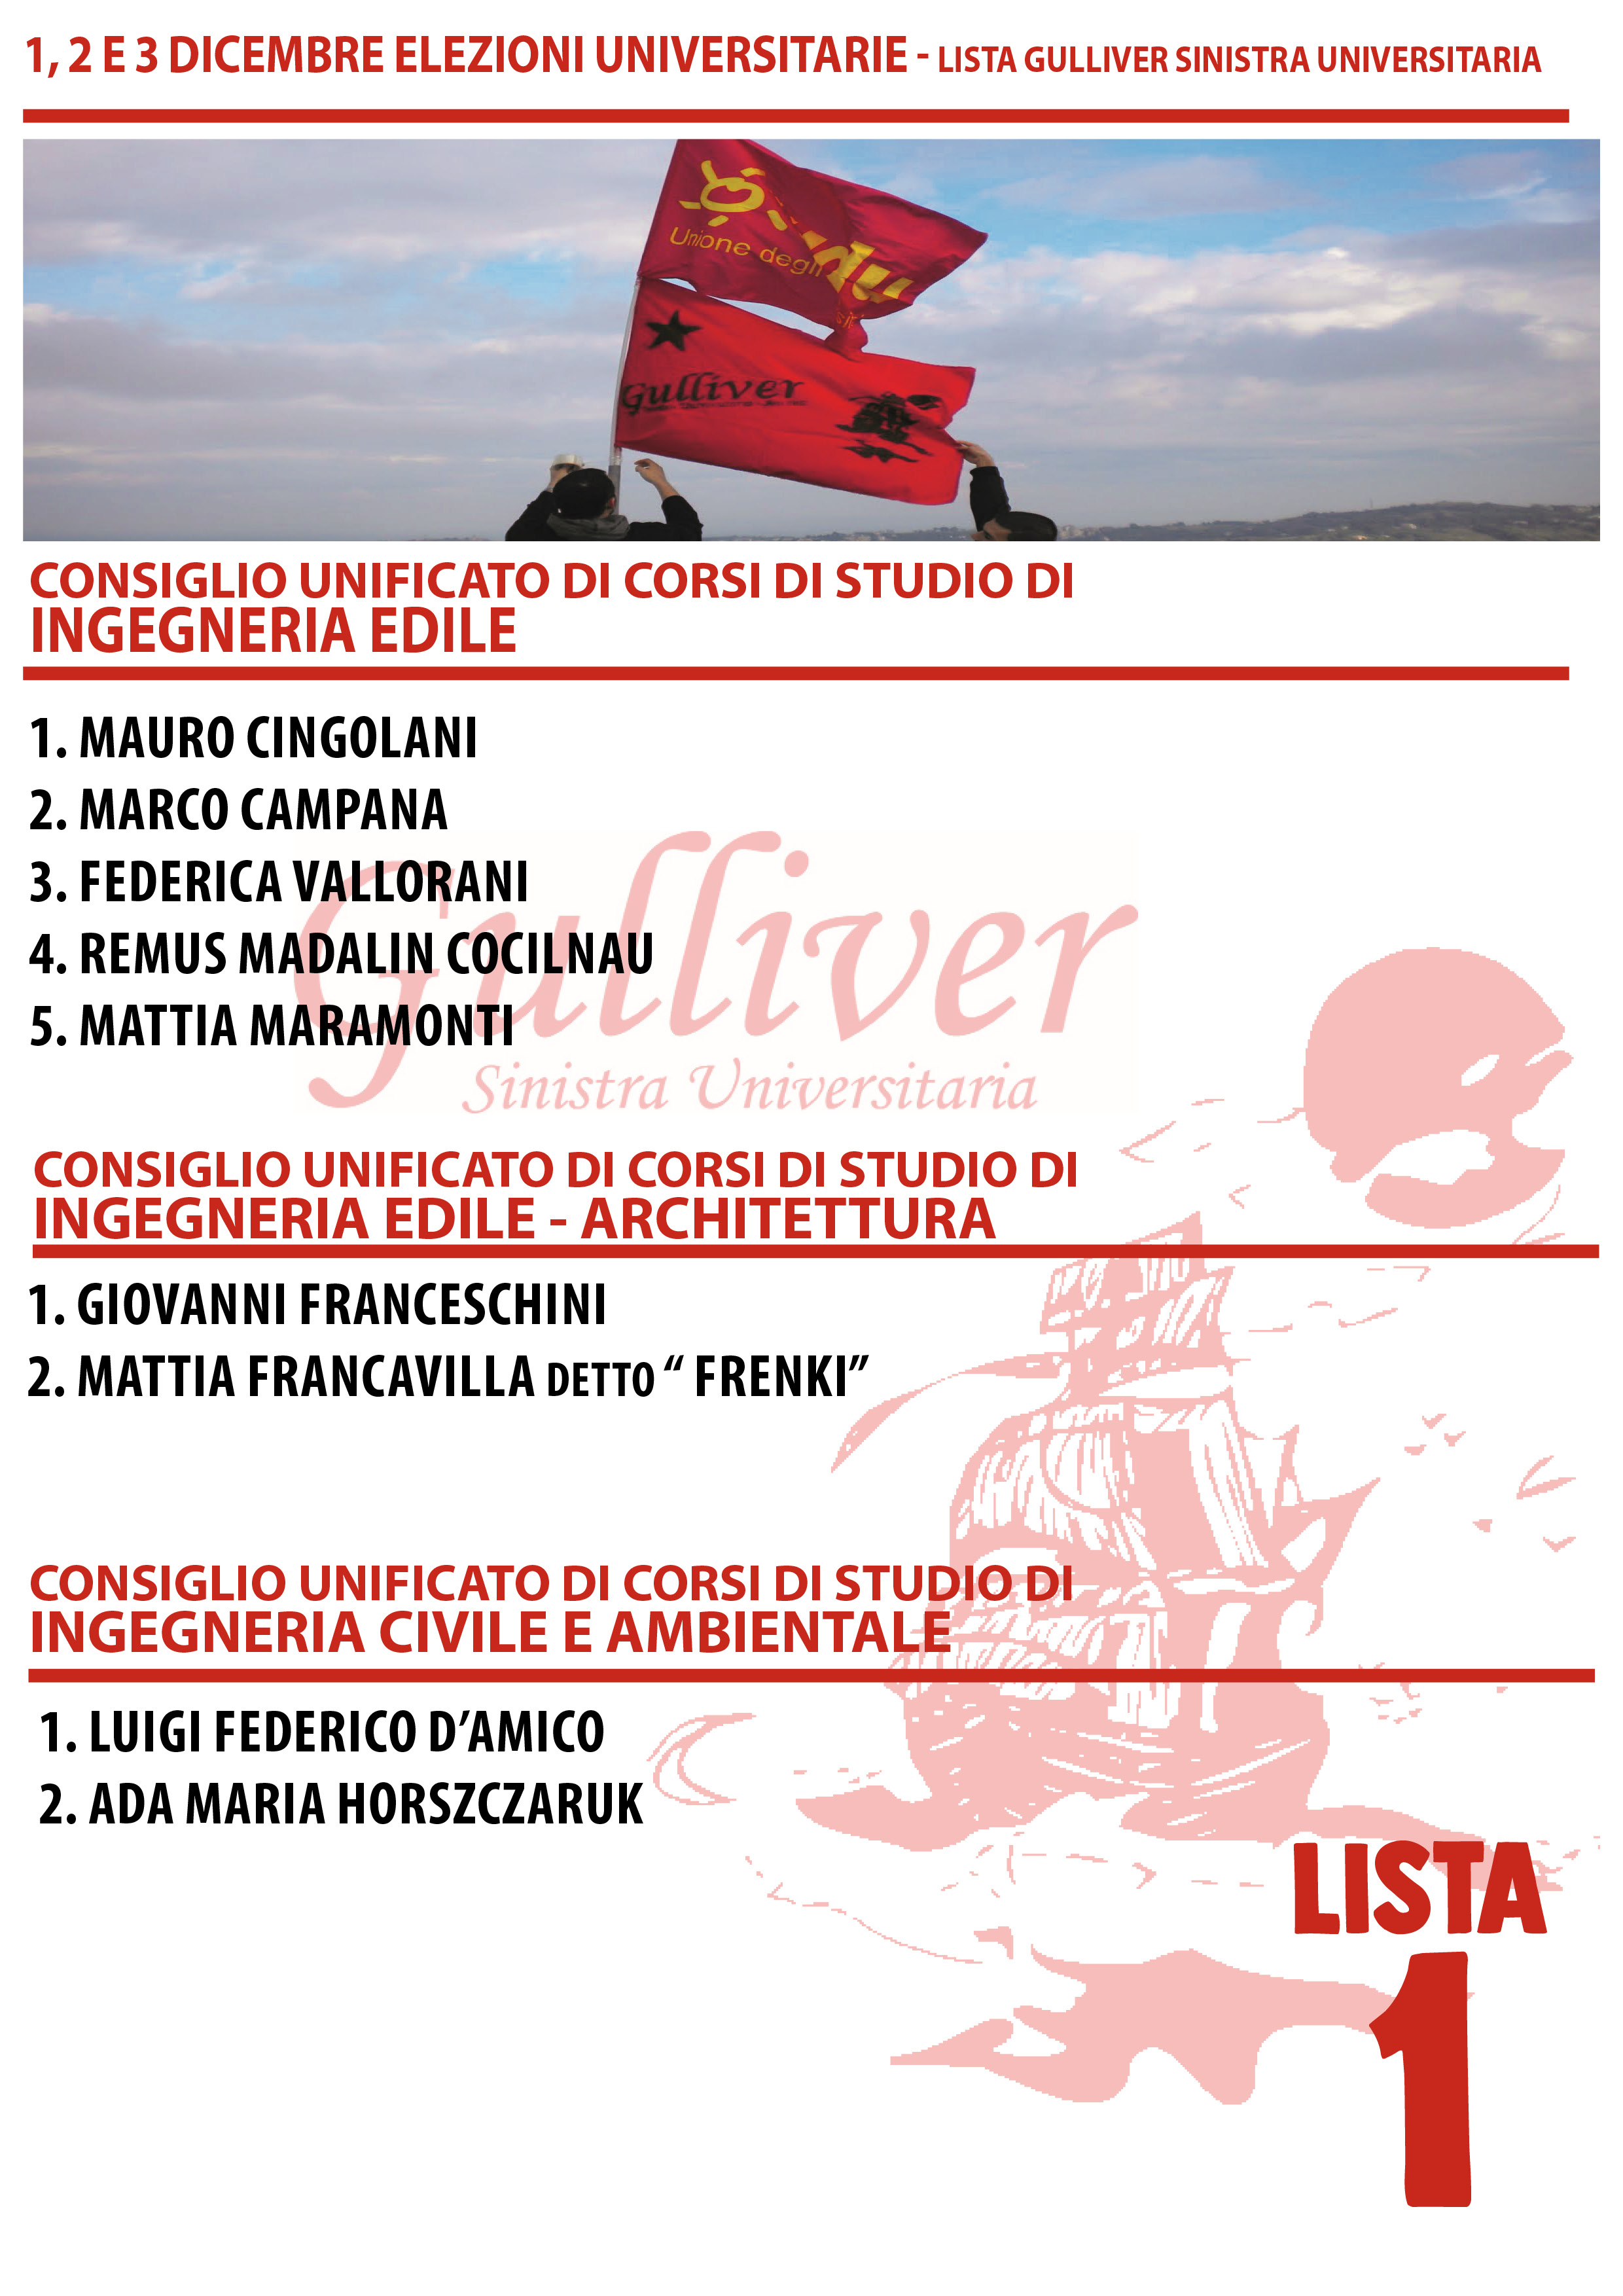 1, 2 E 3 DICEMBRE ELEZIONI UNIVERSITARIE - LISTA GULLIVER SINISTRA UNIVERSITARIA
Unione degli
Gulliver
CONSIGLIO UNIFICATO DI CORSI DI STUDIO DI
INGEGNERIA EDILE
1. MAURO CINGOLANI
2. MARCO CAMPANA
3. FEDERICA VALLORANI
4. REMUS MADALIN COCILNAU
5. MATTIA MARAMONTI
Gulliver
Sinistra Universitaria
CONSIGLIO UNIFICATO DI CORSI DI STUDIO DI
INGEGNERIA EDILE - ARCHITETTURA
1. GIOVANNI FRANCESCHINI
2. MATTIA FRANCAVILLA DETTO “ FRENKI”
CONSIGLIO UNIFICATO DI CORSI DI STUDIO DI
INGEGNERIA CIVILE E AMBIENTALE
1. LUIGI FEDERICO D’AMICO
2. ADA MARIA HORSZCZARUK
LISTA
1